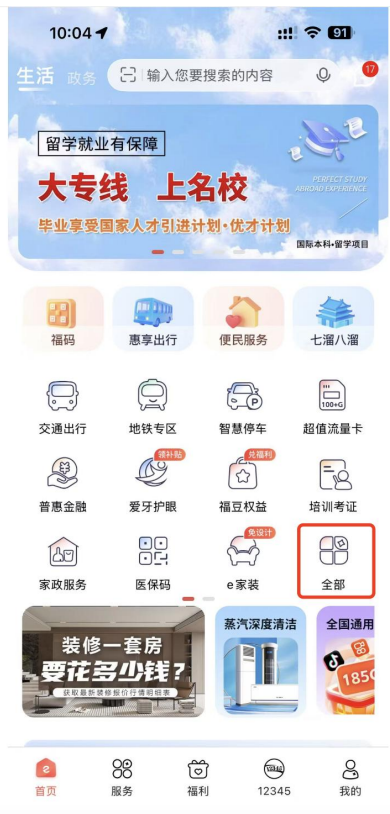 10:04
91
生活 政务 输入您要搜索的内容 17
留学就业有保障
大专线 上名校
毕业享受国家人才引进计划·优才计划
PERFECT STUDY
ABROAD EXPERIENCE
国际本科+留学项目
福码 惠享出行 便民服务 七溜八溜
P 100+G
交通出行 地铁专区 智慧停车 超值流量卡
领补贴 兑福利
普惠金融 爱牙护眼 福豆权益 培训考证
免设计
家政服务 医保码 e家装 全部
装修一套房
要花多少钱?
获取最新装修报价行情明细表
蒸汽深度清洁
全国通用
185G
首页 服务 福利 12345 我的